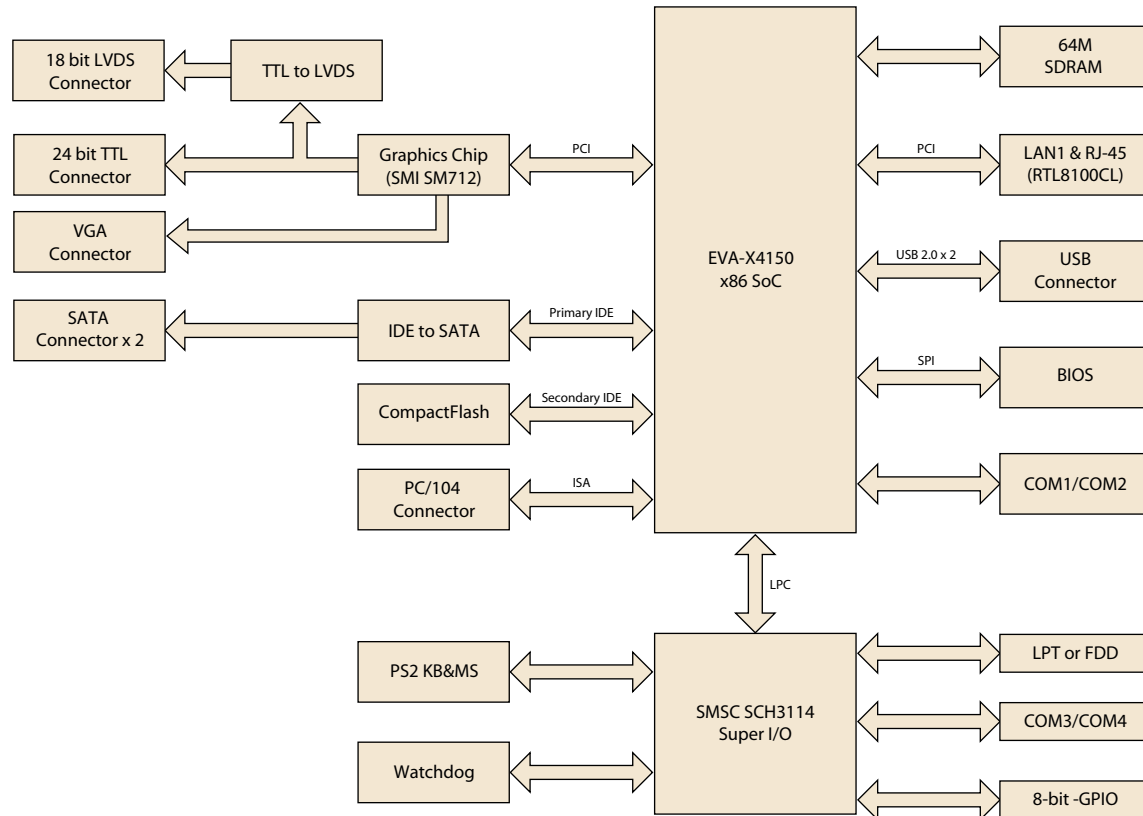 18 bit LVDS
Connector
TTL to LVDS
64M
SDRAM
24 bit TTL
Connector
Graphics Chip
(SMI SM712)
PCI
PCI
LAN1 & RJ-45
(RTL8100CL)
VGA
Connector
EVA-X4150
x86 SoC
USB 2.0 x 2
USB
Connector
SATA
Connector x 2
IDE to SATA
Primary IDE
SPI
BIOS
CompactFlash
Secondary IDE
PC/104
Connector
ISA
COM1/COM2
LPC
PS2 KB&MS
SMSC SCH3114
Super I/O
LPT or FDD
COM3/COM4
Watchdog
8-bit -GPIO